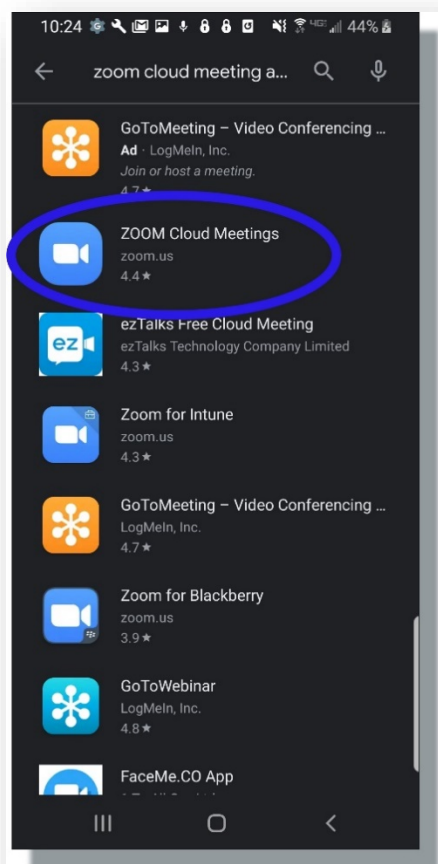 10:24 44%
zoom cloud meeting a...
GoToMeeting – Video Conferencing ...
Ad · LogMeIn, Inc.
Join or host a meeting.
4.7 ★
ZOOM Cloud Meetings
zoom.us
4.4 ★
ez
ezTalks Free Cloud Meeting
ezTalks Technology Company Limited
4.3 ★
Zoom for Intune
zoom.us
4.3 ★
GoToMeeting – Video Conferencing ...
LogMeIn, Inc.
4.7 ★
Zoom for Blackberry
zoom.us
3.9 ★
GoToWebinar
LogMeIn, Inc.
4.8 ★
FaceMe.CO App